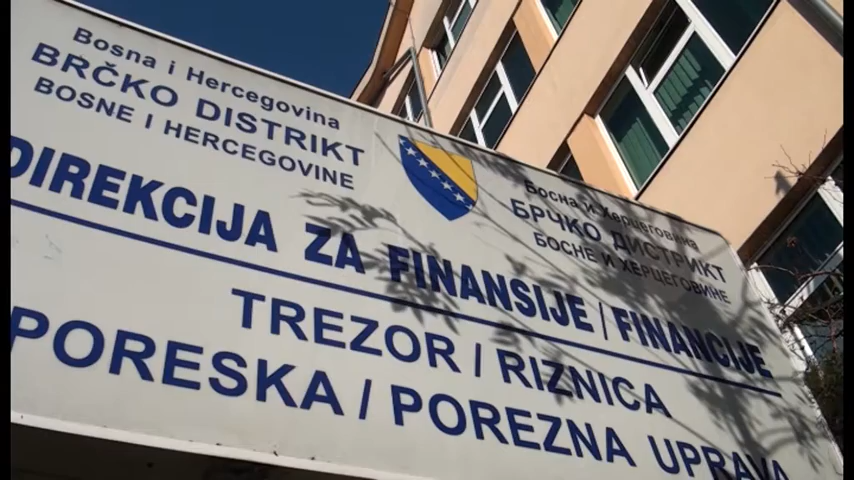 Bosna i Hercegovina
BRČKO DISTRIKT
BOSNE I HERCEGOVINE
Босна и Херцеговина
БРЧКО ДИСТРИКТ
БОСНЕ И ХЕРЦЕГОВИНЕ
DIREKCIJA ZA FINANSIJE / FINANCIJE
TREZOR / RIZNICA
PORESKA / POREZNA UPRAVA